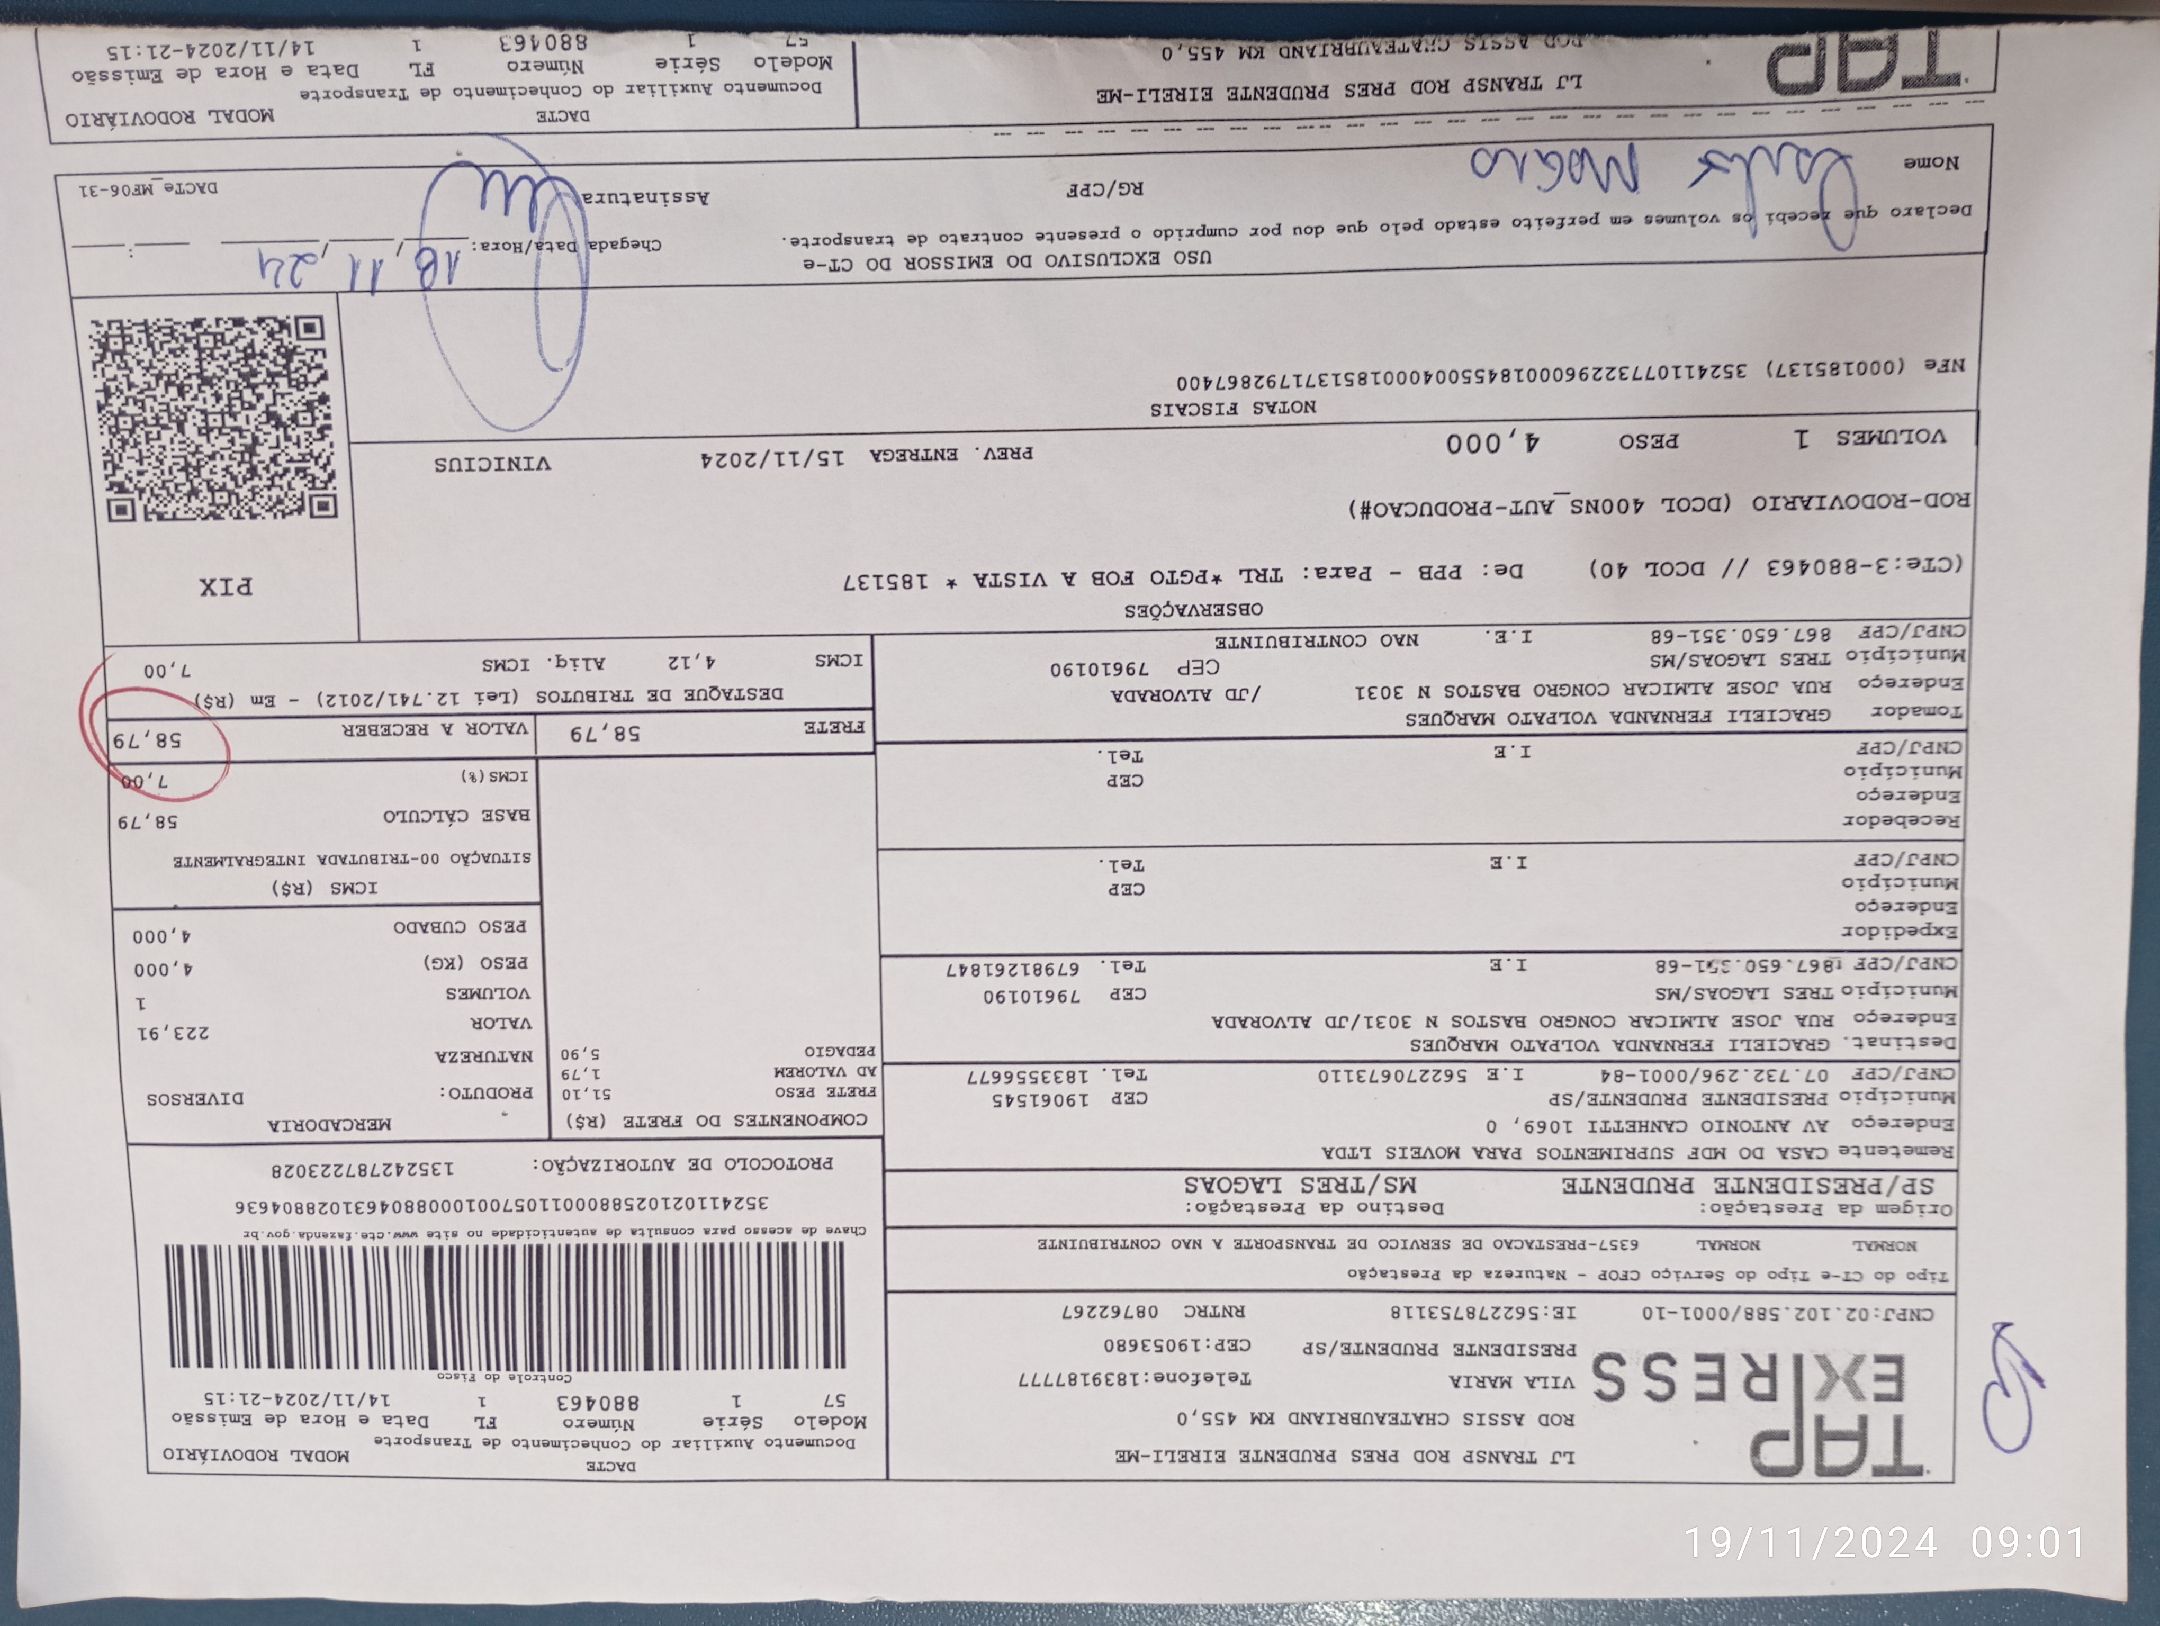 TAP
EXPRESS
LJ TRANSP ROD PRES PRUDENTE EIRELI-ME
ROD ASSIS CHATEAUBRIAND KM 455,0
VILA MARIA Telefone:1839187777
PRESIDENTE PRUDENTE/SP CEP:19053680
CNPJ:02.102.588/0001-10 IE:562278753118 RNTRC 08762267
DACTE MODAL RODOVIÁRIO
Documento Auxiliar do Conhecimento de Transporte
Modelo Série Número FL Data e Hora de Emissão
57 1 880463 1 14/11/2024-21:15
Controle do Fisco
Chave de acesso para consulta de autenticidade no site www.cte.fazenda.gov.br
35241102102588000110570010008804631028804636
PROTOCOLO DE AUTORIZAÇÃO: 135242787223028
Tipo do CT-e Tipo do Serviço CFOP - Natureza da Prestação
NORMAL NORMAL 6357-PRESTACAO DE SERVICO DE TRANSPORTE A NAO CONTRIBUINTE
Origem da Prestação: Destino da Prestação:
SP/PRESIDENTE PRUDENTE MS/TRES LAGOAS
Remetente CASA DO MDF SUPRIMENTOS PARA MOVEIS LTDA
Endereço AV ANTONIO CANHETTI 1069, 0
Município PRESIDENTE PRUDENTE/SP CEP 19061545
CNPJ/CPF 07.732.296/0001-84 I.E 562270673110 Tel. 1833556677
Destinat. GRACIELI FERNANDA VOLPATO MARQUES
Endereço RUA JOSE ALMICAR CONGRO BASTOS N 3031/JD ALVORADA
Município TRES LAGOAS/MS CEP 79610190
CNPJ/CPF 867.650.351-68 I.E Tel. 67981261847
Expedidor
Endereço
Município CEP
CNPJ/CPF I.E Tel.
Recebedor
Endereço
Município CEP
CNPJ/CPF I.E Tel.
Tomador GRACIELI FERNANDA VOLPATO MARQUES
Endereço RUA JOSE ALMICAR CONGRO BASTOS N 3031 /JD ALVORADA
Município TRES LAGOAS/MS CEP 79610190
CNPJ/CPF 867.650.351-68 I.E. NAO CONTRIBUINTE
COMPONENTES DO FRETE (R$)
FRETE PESO 51,10
AD VALOREM 1,79
PEDAGIO 5,90
MERCADORIA
PRODUTO: DIVERSOS
NATUREZA
VALOR 223,91
VOLUMES 1
PESO (KG) 4,000
PESO CUBADO 4,000
ICMS (R$)
SITUAÇÃO 00-TRIBUTADA INTEGRALMENTE
BASE CÁLCULO 58,79
ICMS(%) 7,00
FRETE 58,79 VALOR A RECEBER 58,79
DESTAQUE DE TRIBUTOS (Lei 12.741/2012) - Em (R$)
ICMS 4,12 Alíq. ICMS 7,00
OBSERVAÇÕES
(CTe:3-880463 // DCOL 40) De: PPB - Para: TRL *PGTO FOB A VISTA * 185137
ROD-RODOVIARIO (DCOL 400NS_AUT-PRODUCAO#)
VOLUMES 1 PESO 4,000 PREV. ENTREGA 15/11/2024 VINICIUS
PIX
NOTAS FISCAIS
NFe (000185137) 35241107732296000184550040001851371792867400
USO EXCLUSIVO DO EMISSOR DO CT-e
Declaro que recebi os volumes em perfeito estado pelo que dou por cumprido o presente contrato de transporte.
Chegada Data/Hora: 18/11/24 :
Nome RG/CPF Assinatura
DACTe_MF06-31
TAP
LJ TRANSP ROD PRES PRUDENTE EIRELI-ME
ROD ASSIS CHATEAUBRIAND KM 455,0
DACTE MODAL RODOVIÁRIO
Documento Auxiliar do Conhecimento de Transporte
Modelo Série Número FL Data e Hora de Emissão
57 1 880463 1 14/11/2024-21:15
19/11/2024 09:01